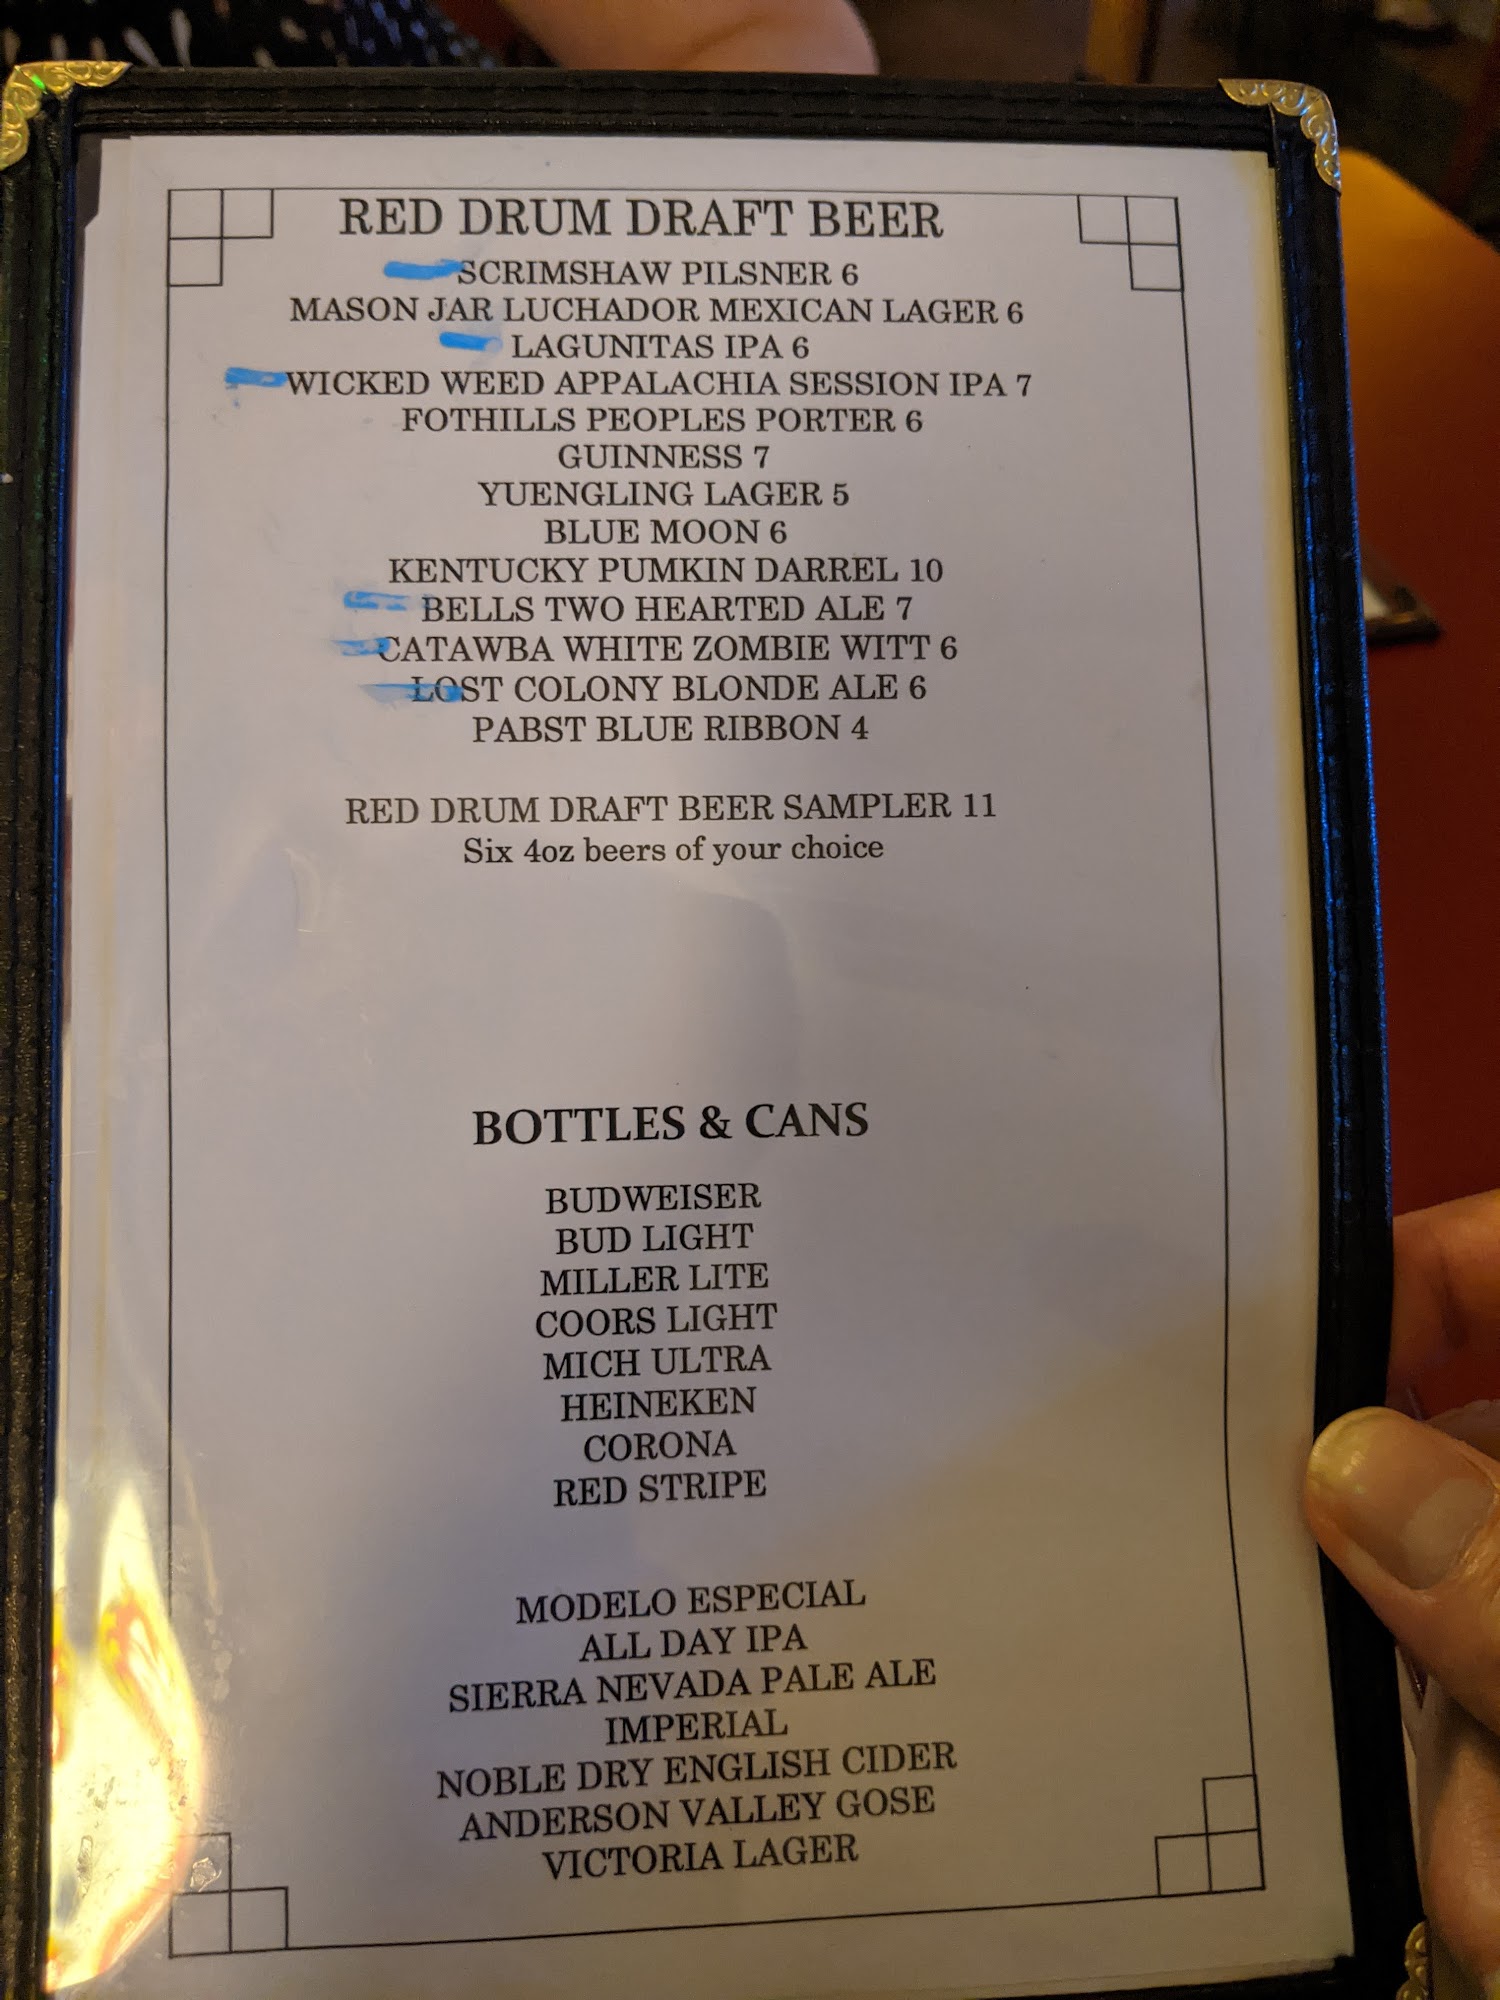 RED DRUM DRAFT BEER
SCRIMSHAW PILSNER 6
MASON JAR LUCHADOR MEXICAN LAGER 6
LAGUNITAS IPA 6
WICKED WEED APPALACHIA SESSION IPA 7
FOTHILLS PEOPLES PORTER 6
GUINNESS 7
YUENGLING LAGER 5
BLUE MOON 6
KENTUCKY PUMKIN DARREL 10
BELLS TWO HEARTED ALE 7
CATAWBA WHITE ZOMBIE WITT 6
LOST COLONY BLONDE ALE 6
PABST BLUE RIBBON 4
RED DRUM DRAFT BEER SAMPLER 11
Six 4oz beers of your choice
BOTTLES & CANS
BUDWEISER
BUD LIGHT
MILLER LITE
COORS LIGHT
MICH ULTRA
HEINEKEN
CORONA
RED STRIPE
MODELO ESPECIAL
ALL DAY IPA
SIERRA NEVADA PALE ALE
IMPERIAL
NOBLE DRY ENGLISH CIDER
ANDERSON VALLEY GOSE
VICTORIA LAGER